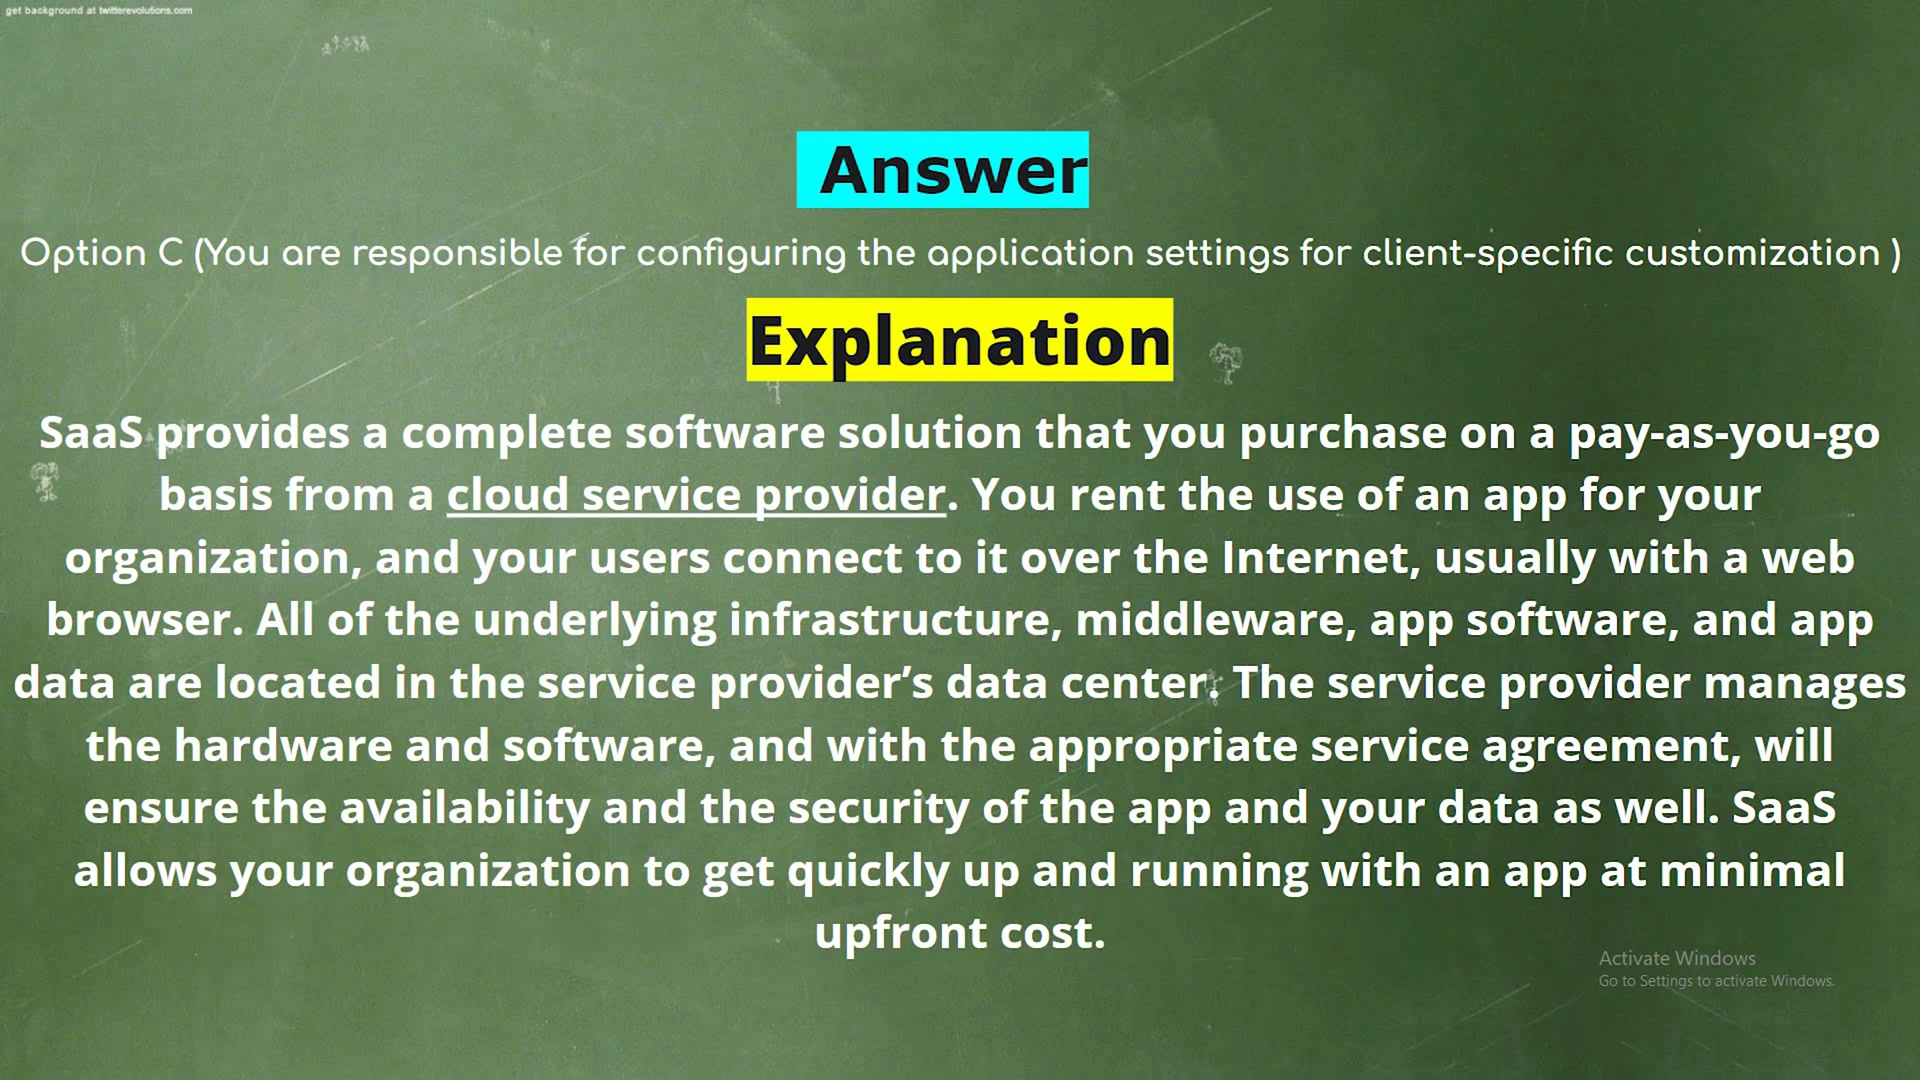 get background at twitterevolutions.com
Answer
Option C (You are responsible for configuring the application settings for client-specific customization )
Explanation
SaaS provides a complete software solution that you purchase on a pay-as-you-go
basis from a cloud service provider. You rent the use of an app for your
organization, and your users connect to it over the Internet, usually with a web
browser. All of the underlying infrastructure, middleware, app software, and app
data are located in the service provider’s data center. The service provider manages
the hardware and software, and with the appropriate service agreement, will
ensure the availability and the security of the app and your data as well. SaaS
allows your organization to get quickly up and running with an app at minimal
upfront cost.
Activate Windows
Go to Settings to activate Windows.